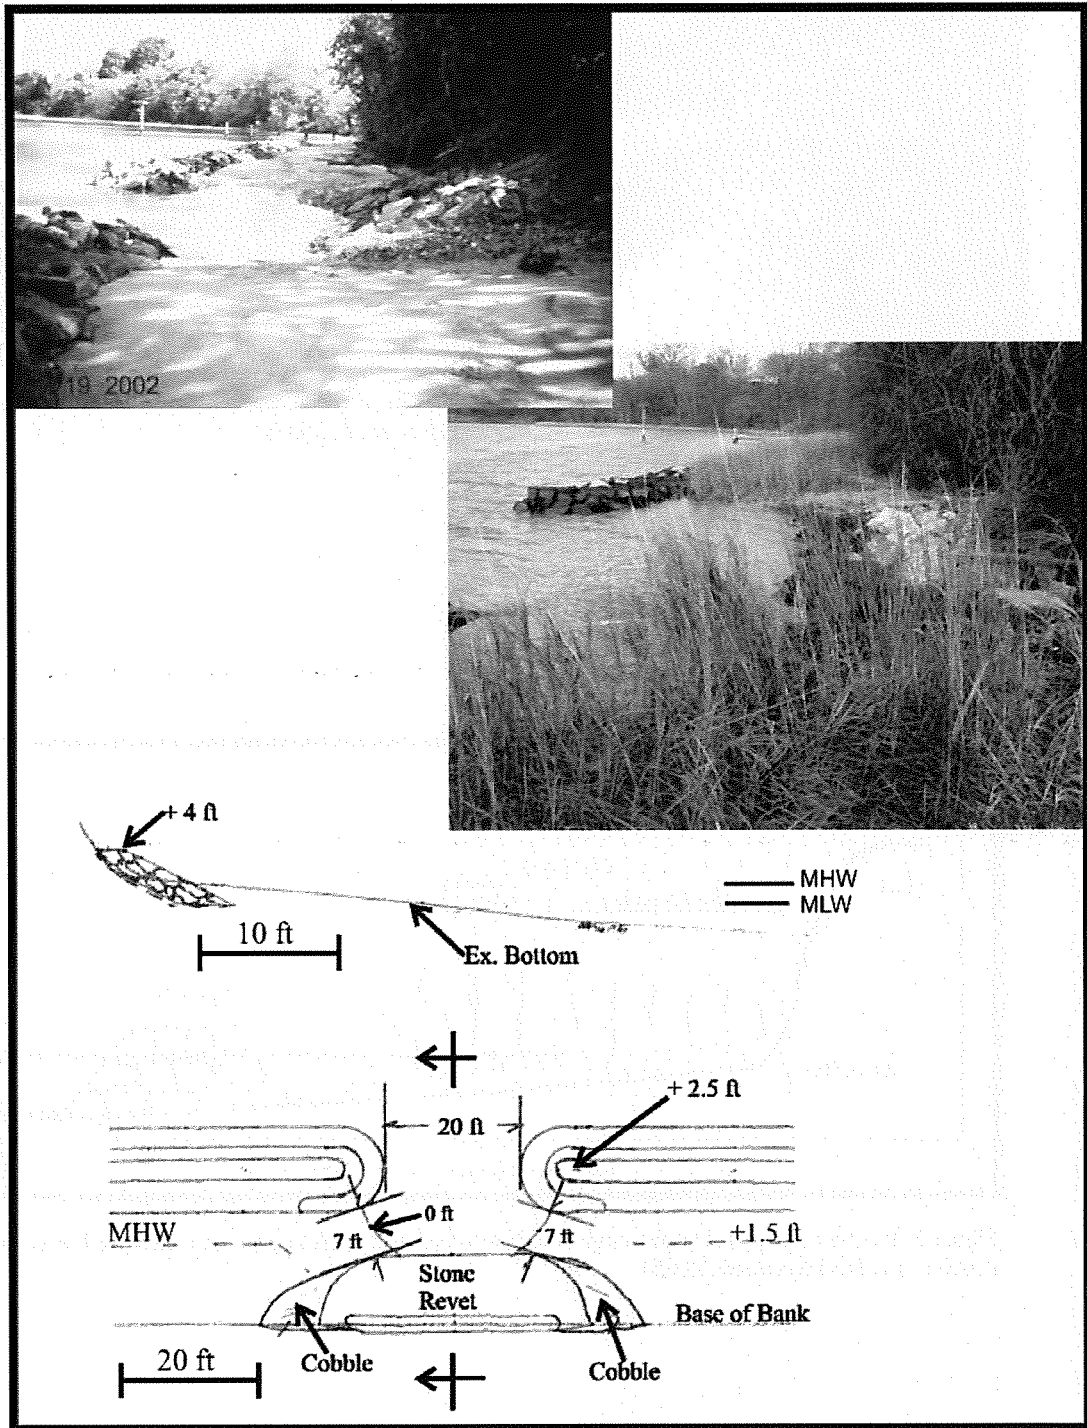 19 2002
+ 4 ft
MHW
MLW
10 ft
Ex. Bottom
+ 2.5 ft
20 ft
0 ft
MHW
7 ft
7 ft
+1.5 ft
Stone
Revet
Base of Bank
Cobble
Cobble
20 ft